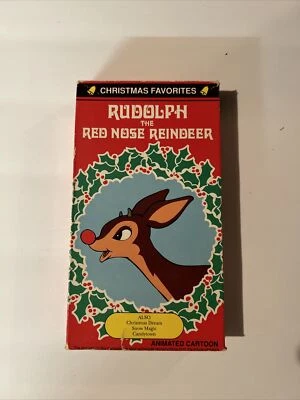 CHRISTMAS FAVORITES
RUDOLPH
THE
RED NOSE REINDEER
ALSO
Christmas Dream
Snow Magic
Candytown
ANIMATED CARTOON